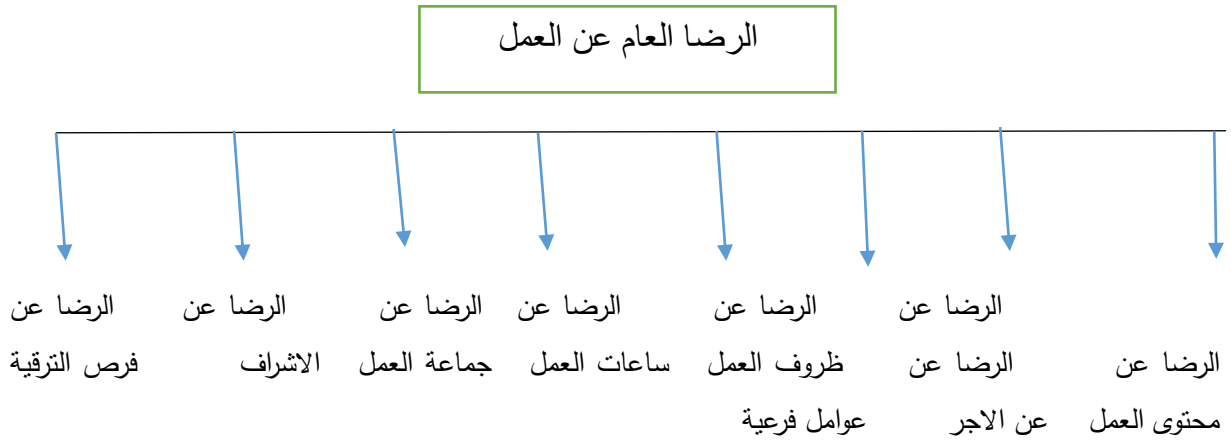 الرضا العام عن العمل
الرضا عن الرضا عن الرضا عن الرضا عن الرضا عن الرضا عن
الرضا عن الرضا عن ظروف العمل ساعات العمل جماعة العمل الاشراف فرص الترقية
محتوى العمل عن الاجر عوامل فرعية